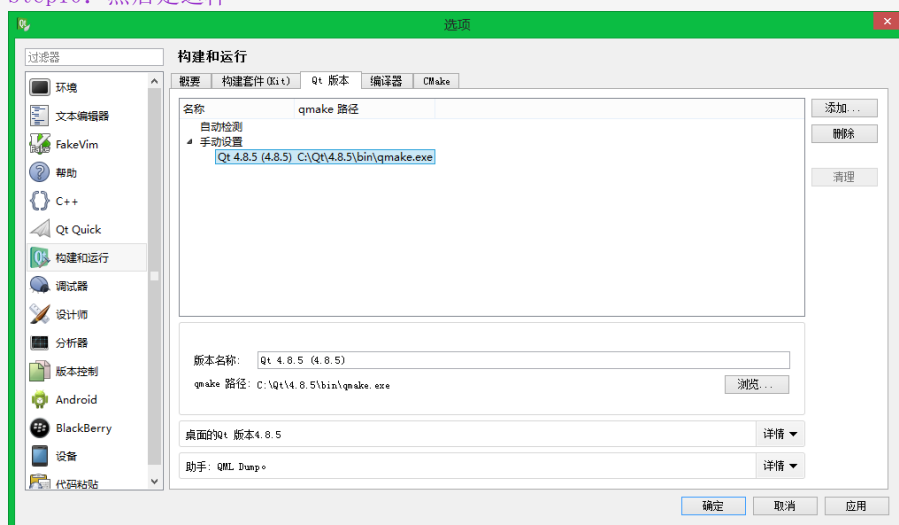 选项
过滤器
构建和运行
环境
文本编辑器
FakeVim
帮助
C++
Qt Quick
构建和运行
调试器
设计师
分析器
版本控制
Android
BlackBerry
设备
代码粘贴
概要 构建套件(Kit) Qt 版本 编译器 CMake
名称 qmake 路径
自动检测
手动设置
Qt 4.8.5 (4.8.5) C:\Qt\4.8.5\bin\qmake.exe
添加...
删除
清理
版本名称: Qt 4.8.5 (4.8.5)
qmake 路径: C:\Qt\4.8.5\bin\qmake.exe 浏览...
桌面的Qt 版本4.8.5 详情
助手: QML Dump。 详情
确定 取消 应用